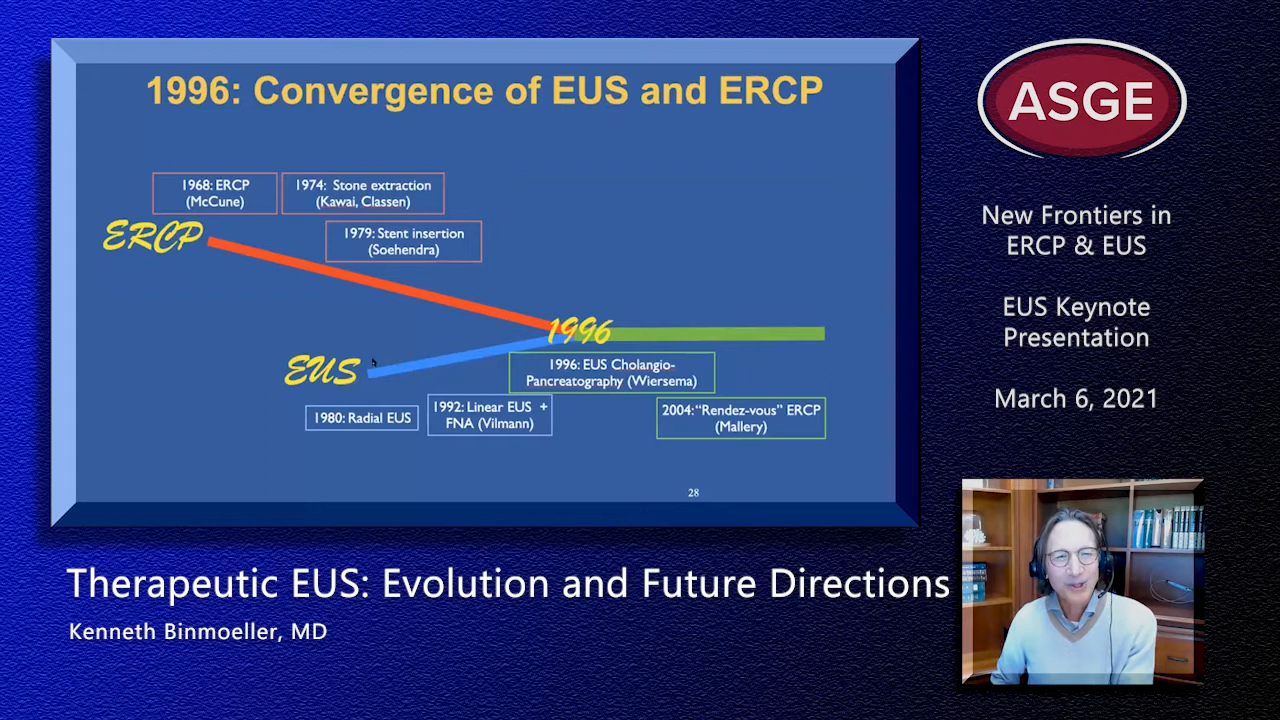 1996: Convergence of EUS and ERCP
1968: ERCP
(McCune)
1974: Stone extraction
(Kawai, Classen)
1979: Stent insertion
(Soehendra)
ERCP
1996
EUS
1996: EUS Cholangio-
Pancreatography (Wiersema)
1980: Radial EUS
1992: Linear EUS +
FNA (Vilmann)
2004: “Rendez-vous” ERCP
(Mallery)
28
ASGE
New Frontiers in
ERCP & EUS
EUS Keynote
Presentation
March 6, 2021
Therapeutic EUS: Evolution and Future Directions
Kenneth Binmoeller, MD